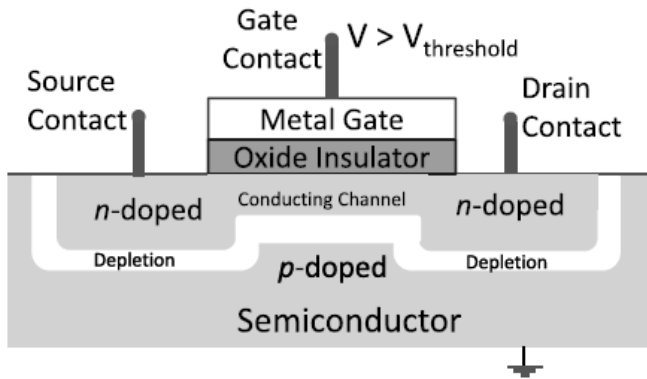 Gate
Contact
V > Vthreshold
Source
Contact
Drain
Contact
Metal Gate
Oxide Insulator
n-doped
Conducting Channel
n-doped
Depletion
p-doped
Depletion
Semiconductor